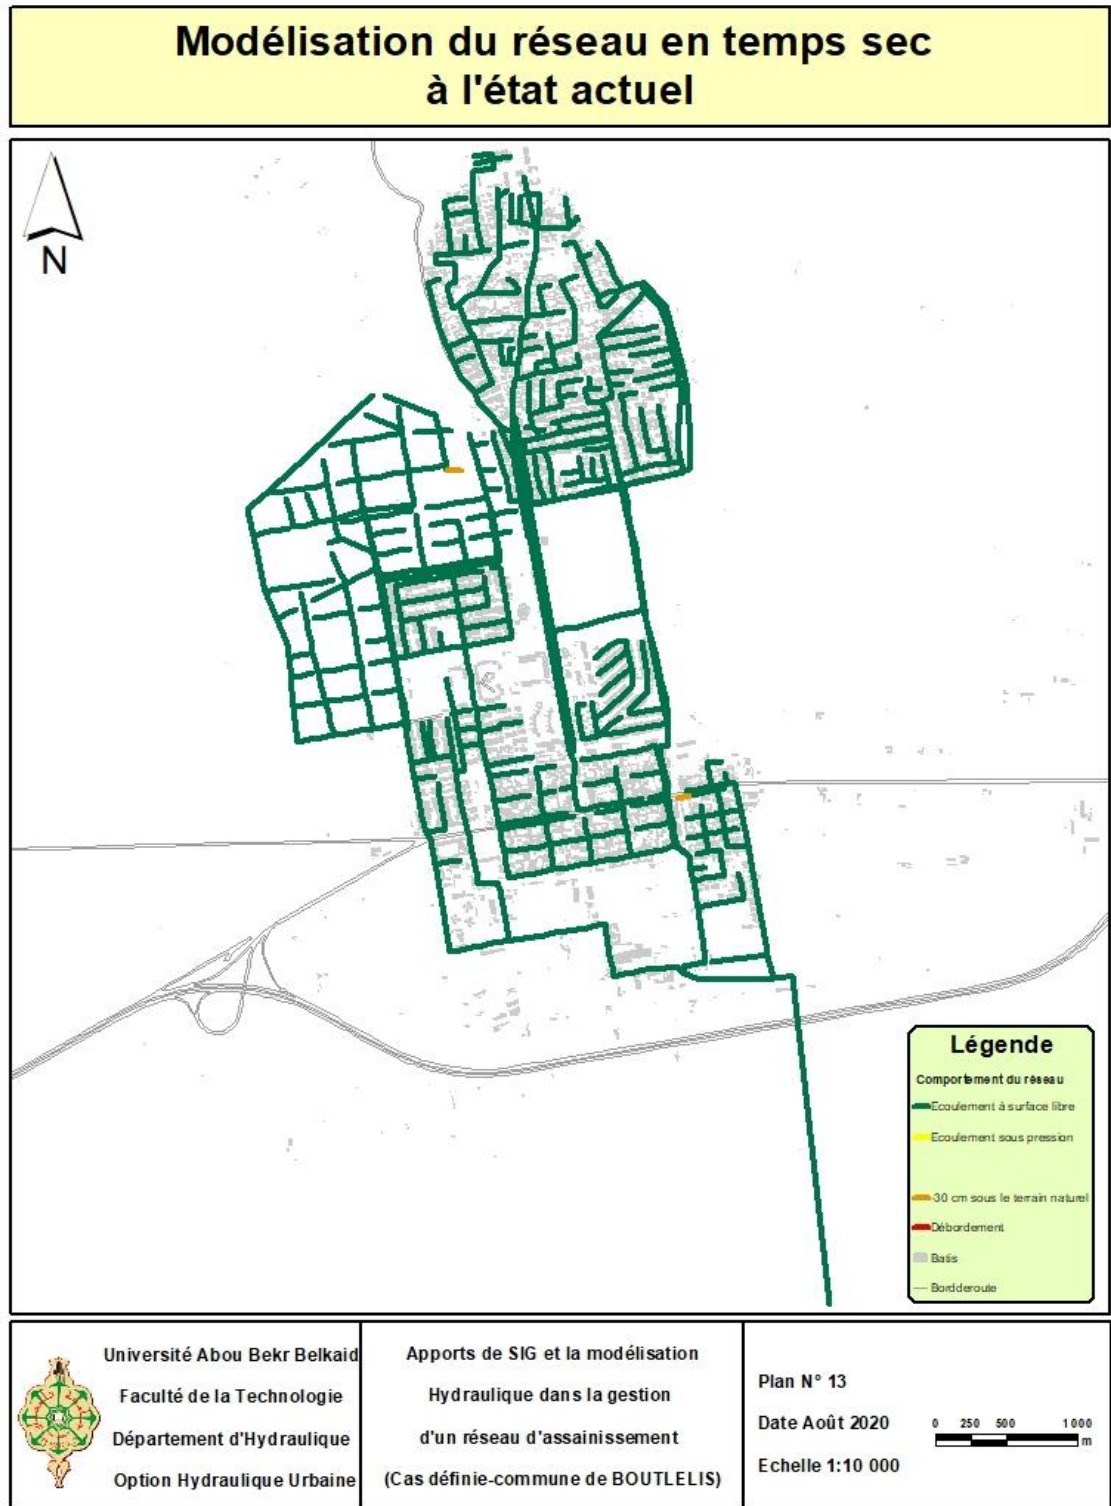 Modélisation du réseau en temps sec
à l'état actuel
N
Légende
Comportement du réseau
Ecoulement à surface libre
Ecoulement sous pression
-30 cm sous le terrain naturel
Débordement
Batis
Bordderoute
Université Abou Bekr Belkaid
Faculté de la Technologie
Département d'Hydraulique
Option Hydraulique Urbaine
Apports de SIG et la modélisation
Hydraulique dans la gestion
d'un réseau d'assainissement
(Cas définie-commune de BOUTLELIS)
Plan N° 13
Date Août 2020
Echelle 1:10 000
0 250 500 1 000
m